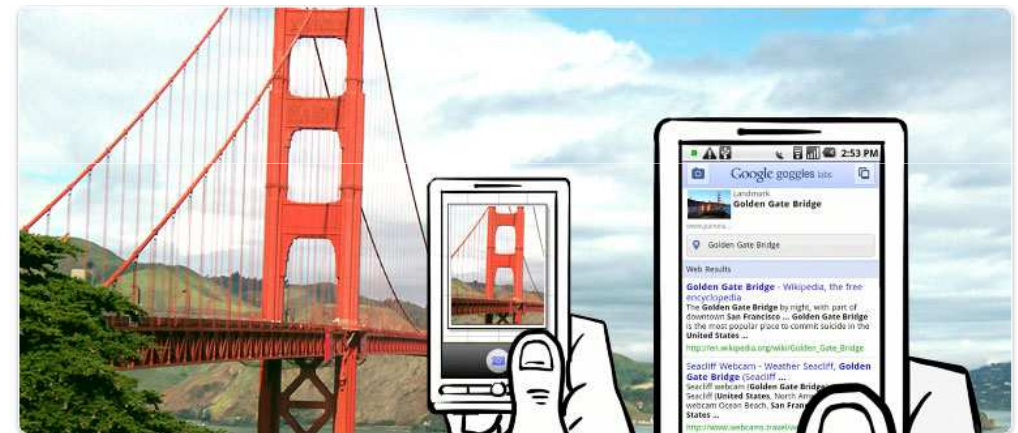 2:53 PM
Google goggles labs
Landmark
Golden Gate Bridge
Golden Gate Bridge
Web Results
Golden Gate Bridge - Wikipedia, the free
encyclopedia
The Golden Gate Bridge by night, with part of
downtown San Francisco ... Golden Gate Bridge
is the most popular place to commit suicide in the
United States ...
http://en.wikipedia.org/wiki/Golden_Gate_Bridge
Seacliff Webcam - Weather Seacliff, Golden
Gate Bridge (Seacliff ...
Seacliff webcam (Golden Gate Bridge
Seacliff (United States, North
webcam Ocean Beach, San
States ...
http://www.webcams.travel/